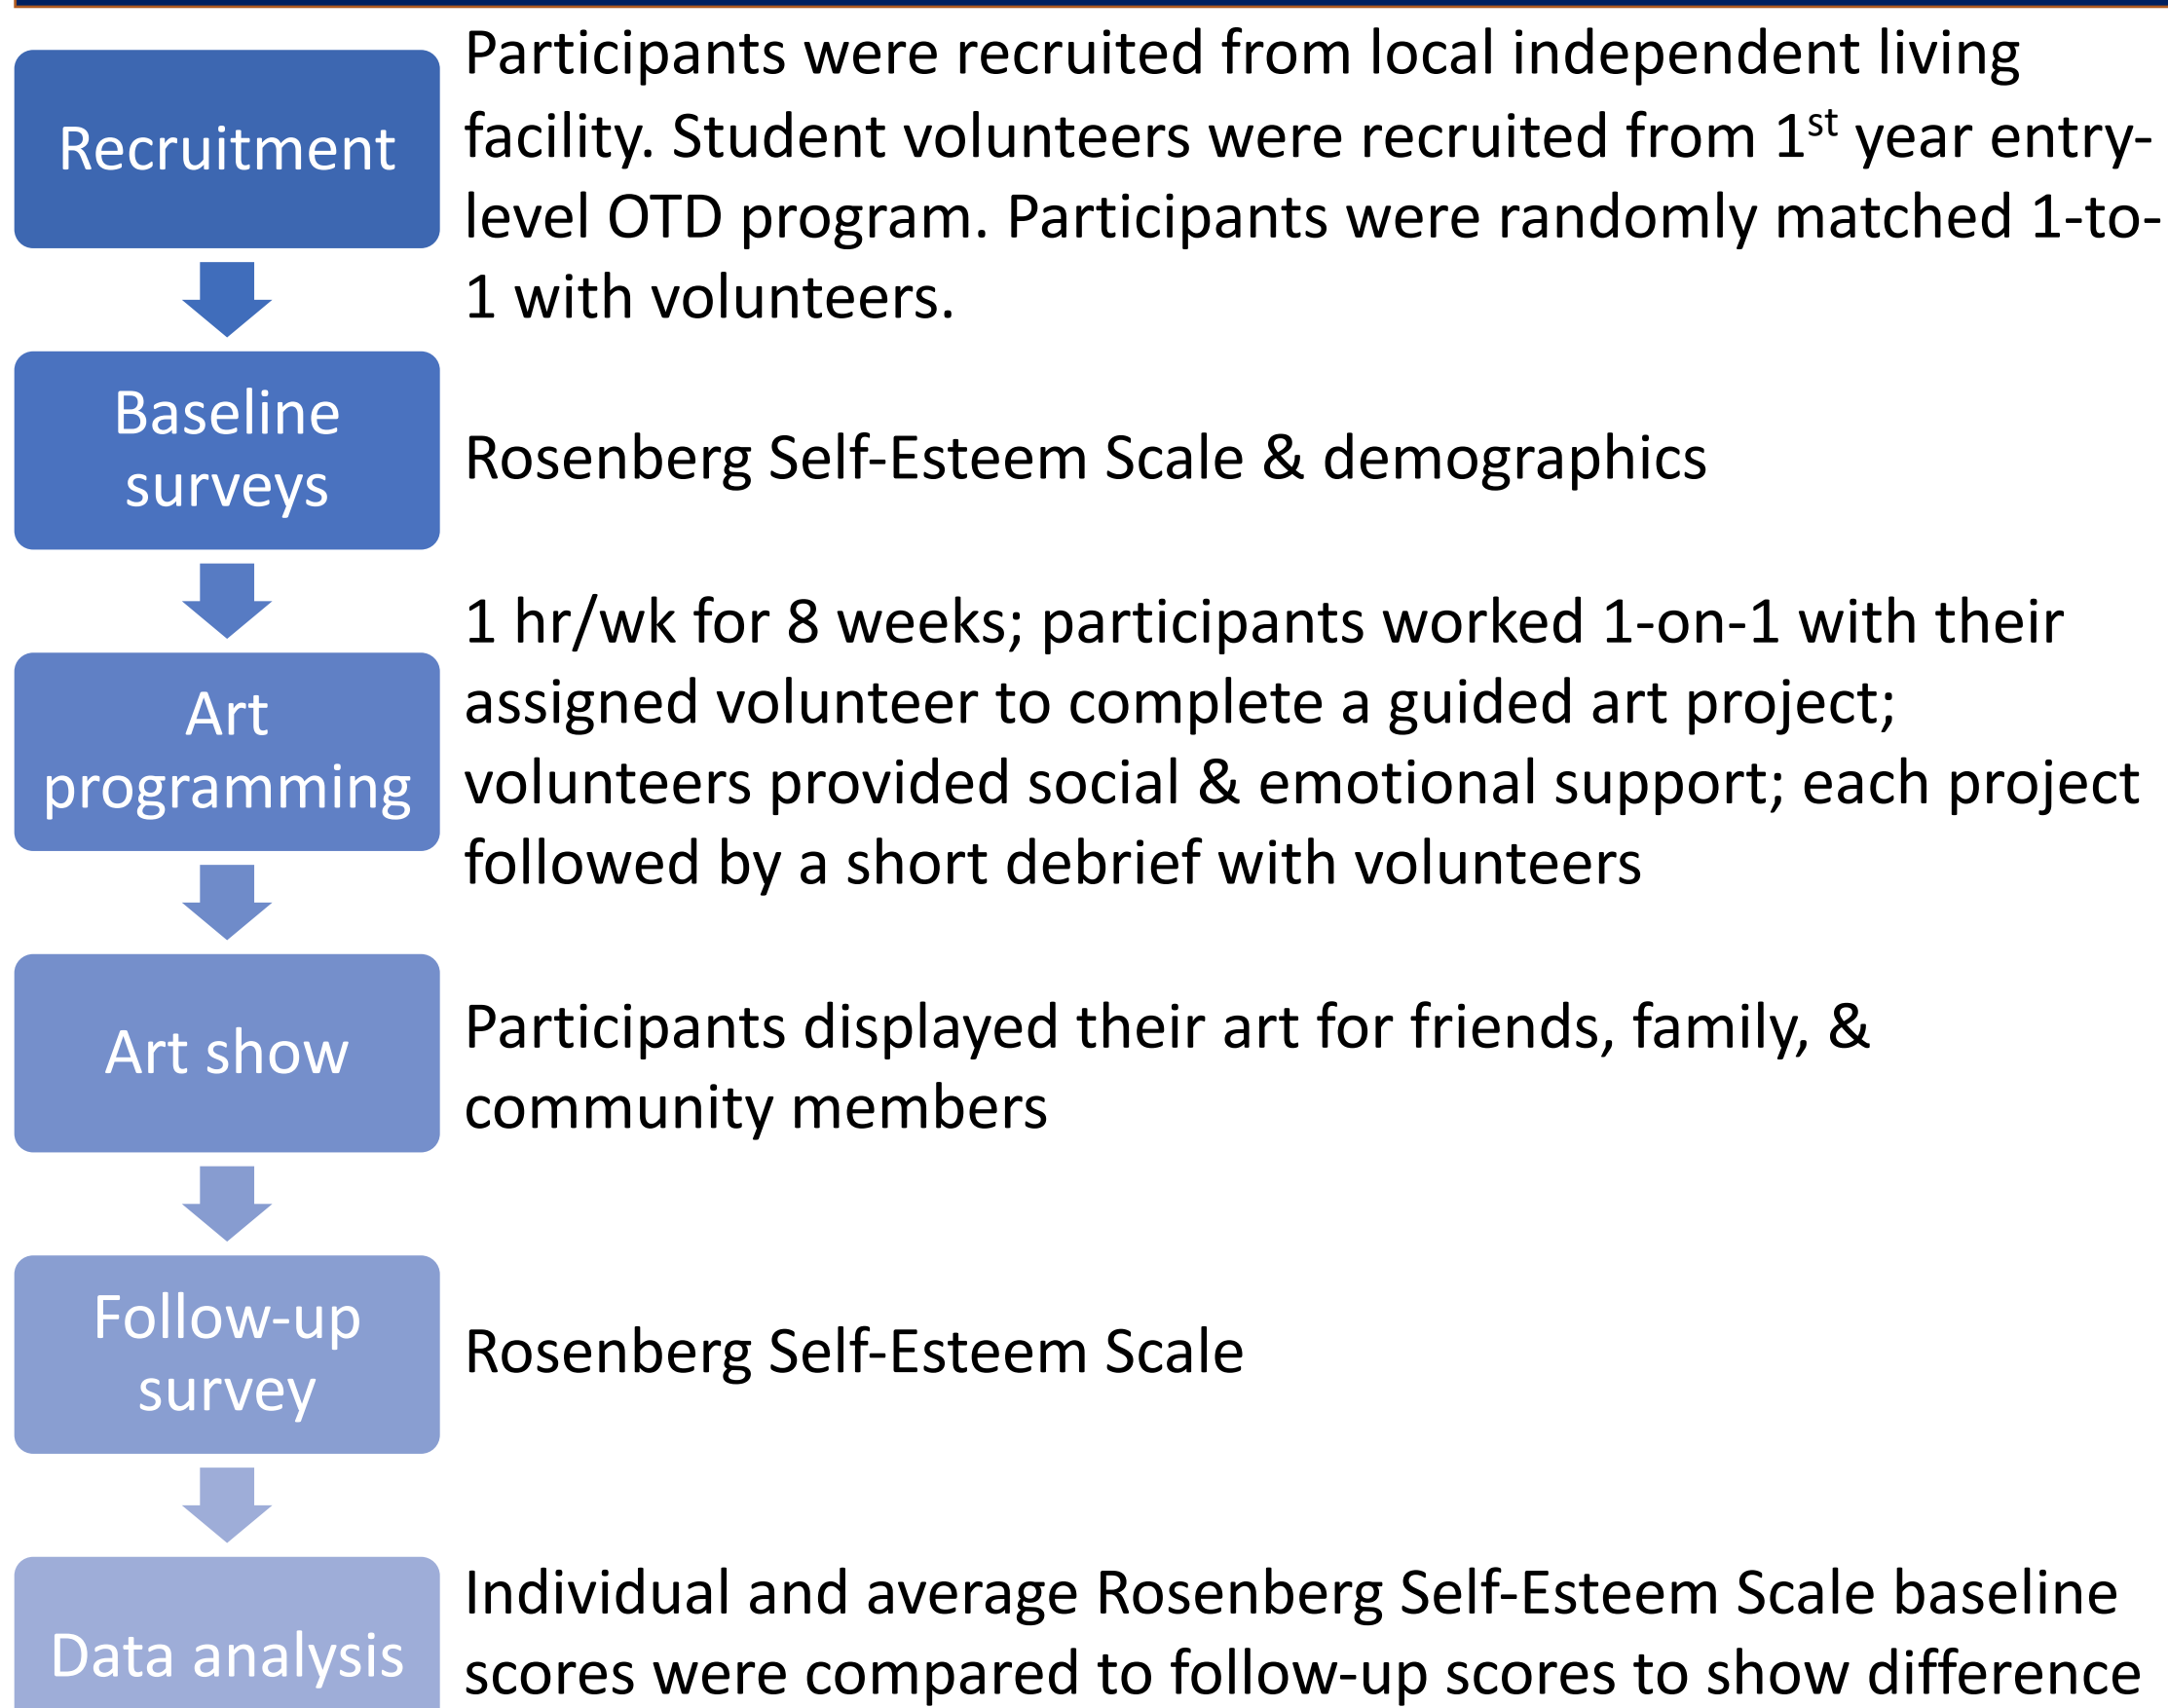 Recruitment
Participants were recruited from local independent living
facility. Student volunteers were recruited from 1st year entry-
level OTD program. Participants were randomly matched 1-to-
1 with volunteers.
Baseline
surveys
Rosenberg Self-Esteem Scale & demographics
Art
programming
1 hr/wk for 8 weeks; participants worked 1-on-1 with their
assigned volunteer to complete a guided art project;
volunteers provided social & emotional support; each project
followed by a short debrief with volunteers
Art show
Participants displayed their art for friends, family, &
community members
Follow-up
survey
Rosenberg Self-Esteem Scale
Data analysis
Individual and average Rosenberg Self-Esteem Scale baseline
scores were compared to follow-up scores to show difference